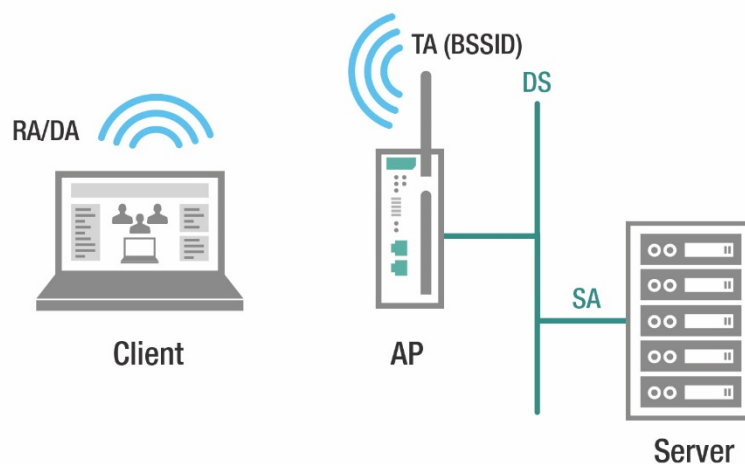 TA (BSSID)
DS
RA/DA
SA
Client
AP
Server